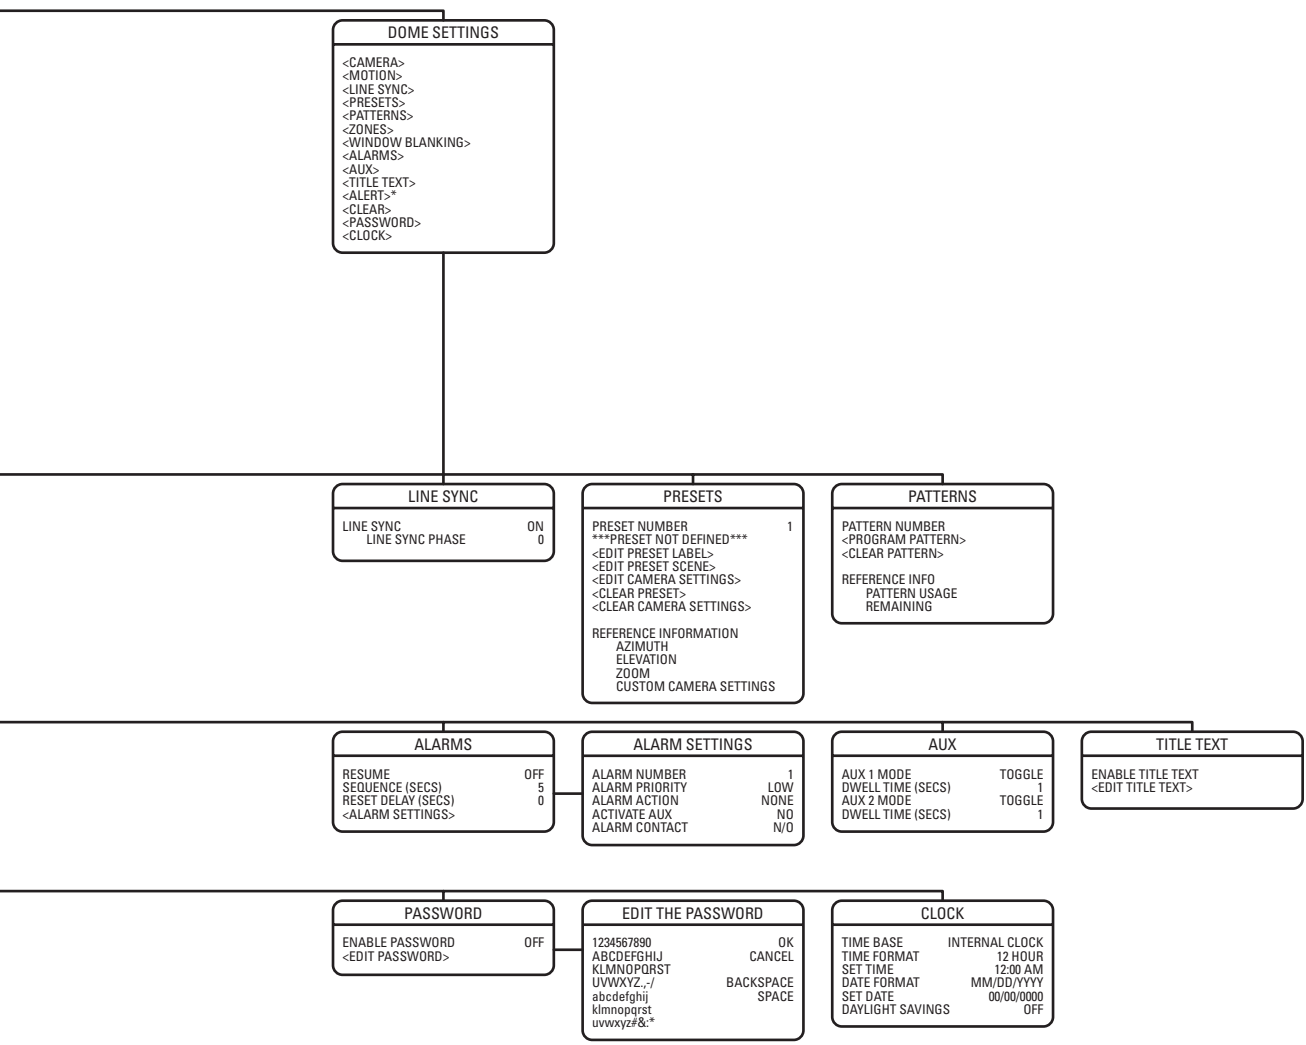 DOME SETTINGS
<CAMERA>
<MOTION>
<LINE SYNC>
<PRESETS>
<PATTERNS>
<ZONES>
<WINDOW BLANKING>
<ALARMS>
<AUX>
<TITLE TEXT>
<ALERT>*
<CLEAR>
<PASSWORD>
<CLOCK>
LINE SYNC
LINE SYNC ON
LINE SYNC PHASE 0
PRESETS
PRESET NUMBER 1
***PRESET NOT DEFINED***
<EDIT PRESET LABEL>
<EDIT PRESET SCENE>
<EDIT CAMERA SETTINGS>
<CLEAR PRESET>
<CLEAR CAMERA SETTINGS>
REFERENCE INFORMATION
AZIMUTH
ELEVATION
ZOOM
CUSTOM CAMERA SETTINGS
PATTERNS
PATTERN NUMBER
<PROGRAM PATTERN>
<CLEAR PATTERN>
REFERENCE INFO
PATTERN USAGE
REMAINING
ALARMS
RESUME OFF
SEQUENCE (SECS) 5
RESET DELAY (SECS) 0
<ALARM SETTINGS>
ALARM SETTINGS
ALARM NUMBER 1
ALARM PRIORITY LOW
ALARM ACTION NONE
ACTIVATE AUX NO
ALARM CONTACT N/O
AUX
AUX 1 MODE TOGGLE
DWELL TIME (SECS) 1
AUX 2 MODE TOGGLE
DWELL TIME (SECS) 1
TITLE TEXT
ENABLE TITLE TEXT
<EDIT TITLE TEXT>
PASSWORD
ENABLE PASSWORD OFF
<EDIT PASSWORD>
EDIT THE PASSWORD
1234567890 OK
ABCDEFGHIJ CANCEL
KLMNOPQRST
UVWXYZ.,-/ BACKSPACE
abcdefghij SPACE
klmnopqrst
uvwxyz#&:*
CLOCK
TIME BASE INTERNAL CLOCK
TIME FORMAT 12 HOUR
SET TIME 12:00 AM
DATE FORMAT MM/DD/YYYY
SET DATE 00/00/0000
DAYLIGHT SAVINGS OFF